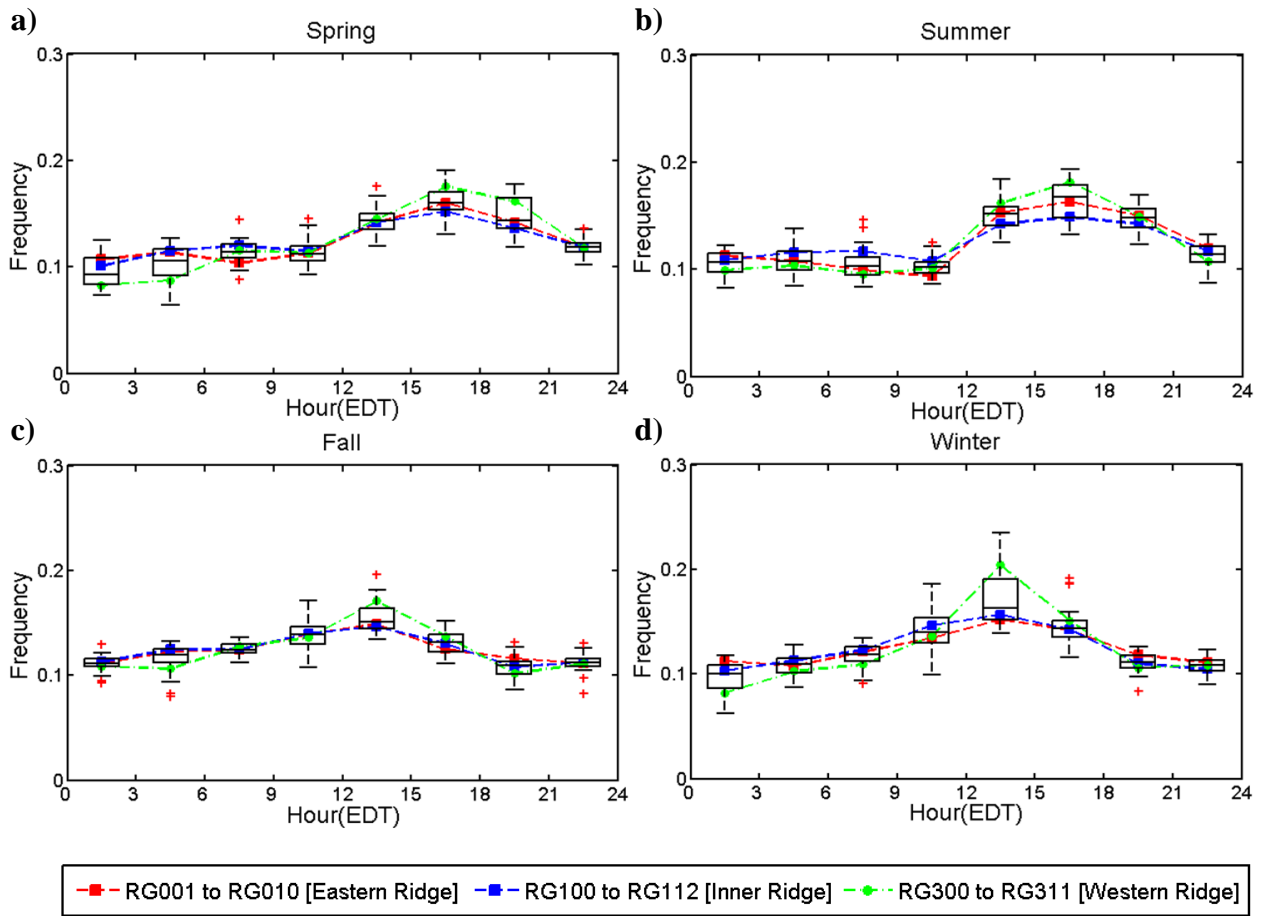 a)
Spring
0.3
0.2
0.1
0
Frequency
0 3 6 9 12 15 18 21 24
Hour(EDT)
b)
Summer
0.3
0.2
0.1
0
Frequency
0 3 6 9 12 15 18 21 24
Hour(EDT)
c)
Fall
0.3
0.2
0.1
0
Frequency
0 3 6 9 12 15 18 21 24
Hour(EDT)
d)
Winter
0.3
0.2
0.1
0
Frequency
0 3 6 9 12 15 18 21 24
Hour(EDT)
RG001 to RG010 [Eastern Ridge] RG100 to RG112 [Inner Ridge] RG300 to RG311 [Western Ridge]